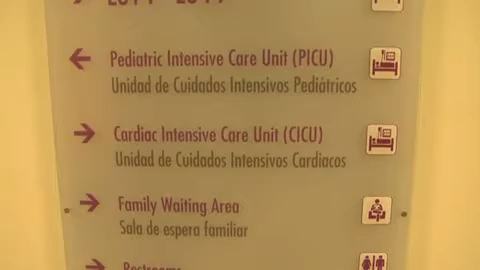 Pediatric Intensive Care Unit (PICU)
Unidad de Cuidados Intensivos Pediátricos
Cardiac Intensive Care Unit (CICU)
Unidad de Cuidados Intensivos Cardiacos
Family Waiting Area
Sala de espera familiar
Restrooms